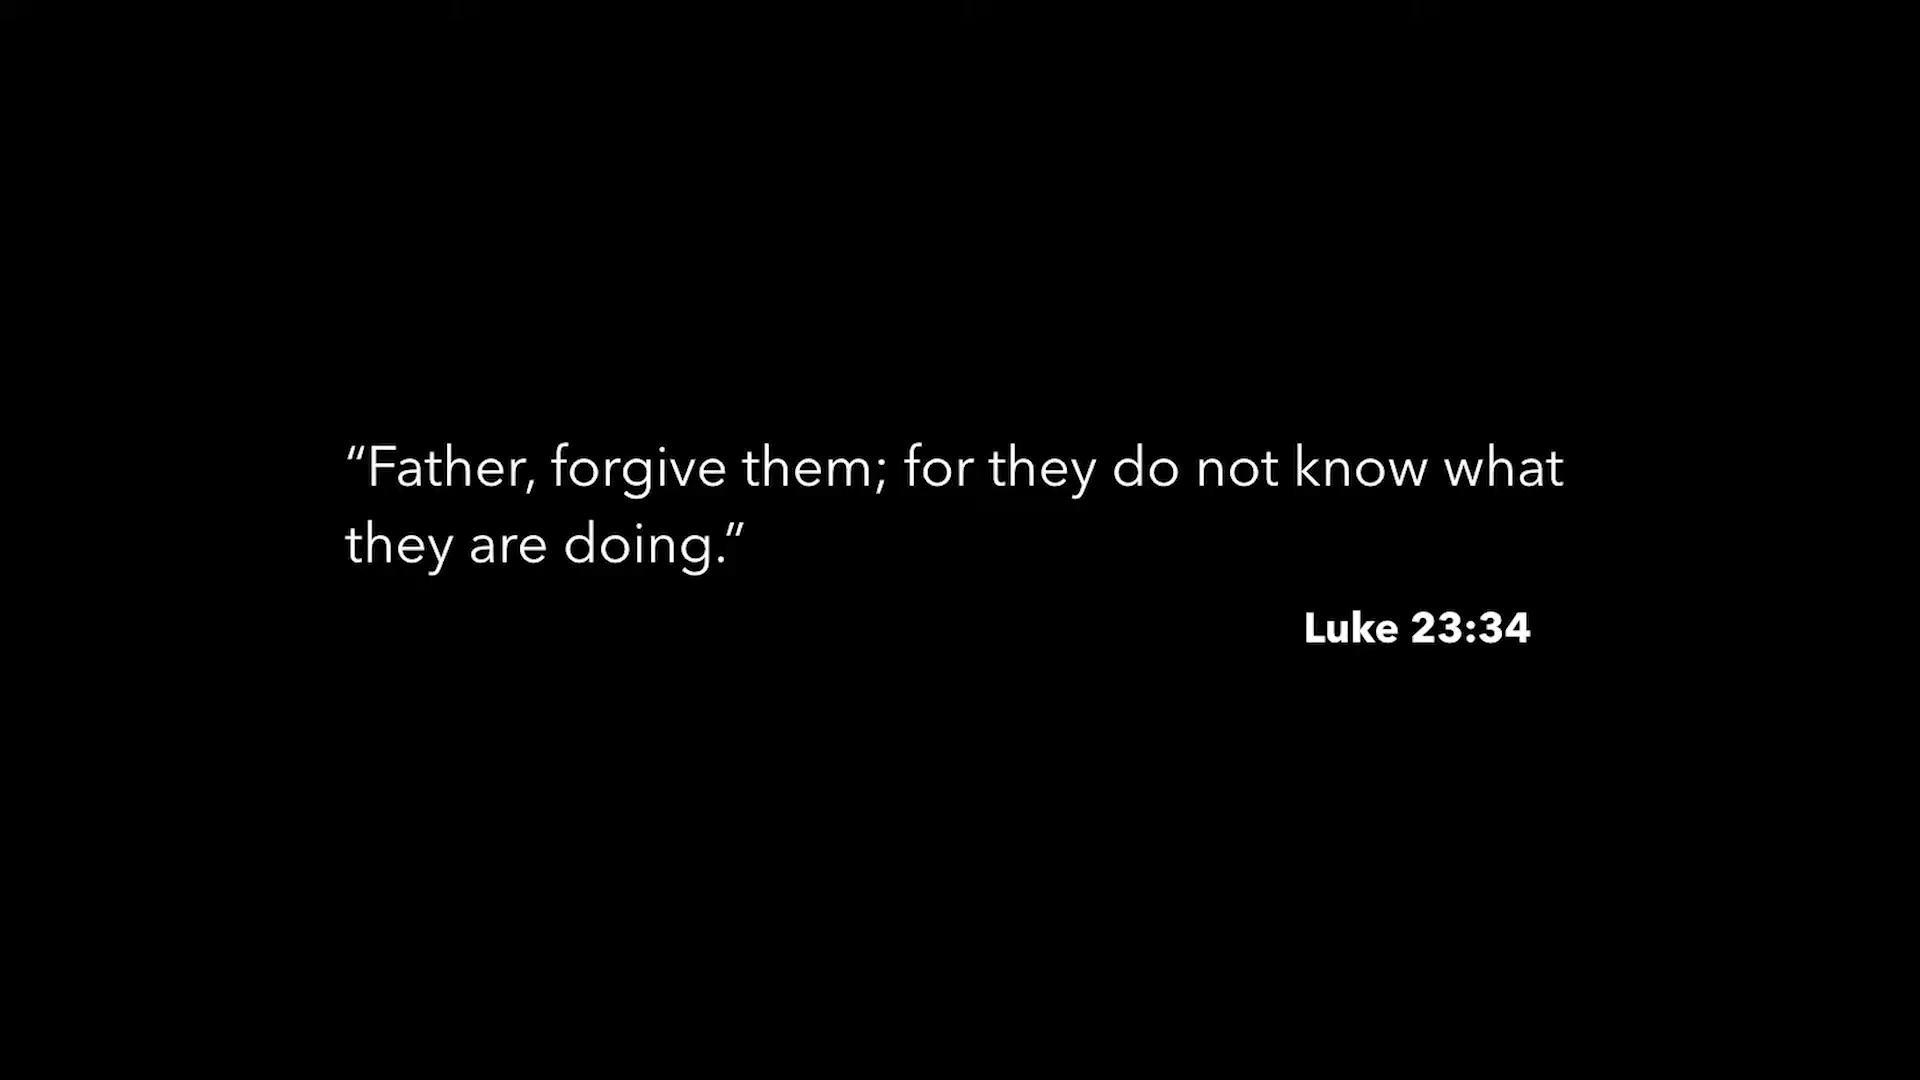 “Father, forgive them; for they do not know what
they are doing.”
Luke 23:34